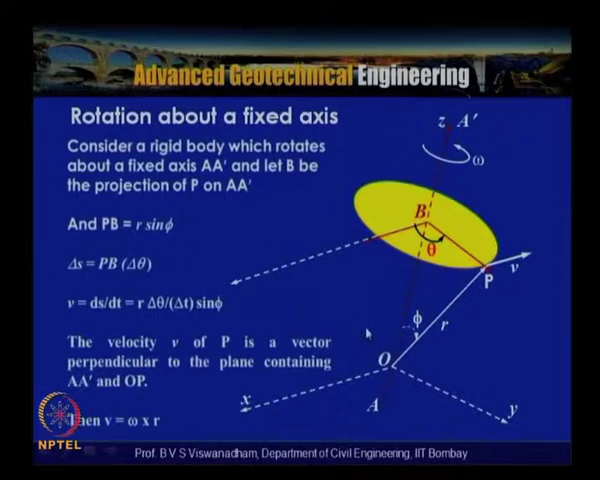 Advanced Geotechnical Engineering
Rotation about a fixed axis
Consider a rigid body which rotates
about a fixed axis AA′ and let B be
the projection of P on AA′
And PB = r sinϕ
Δs = PB (Δθ)
v = ds/dt = r Δθ/(Δt) sinϕ
The velocity v of P is a vector
perpendicular to the plane containing
AA′ and OP.
Then v = ω x r
z A′
ω
B
θ
v
P
ϕ
r
O
x
A
y
NPTEL
Prof. B V S Viswanadham, Department of Civil Engineering, IIT Bombay